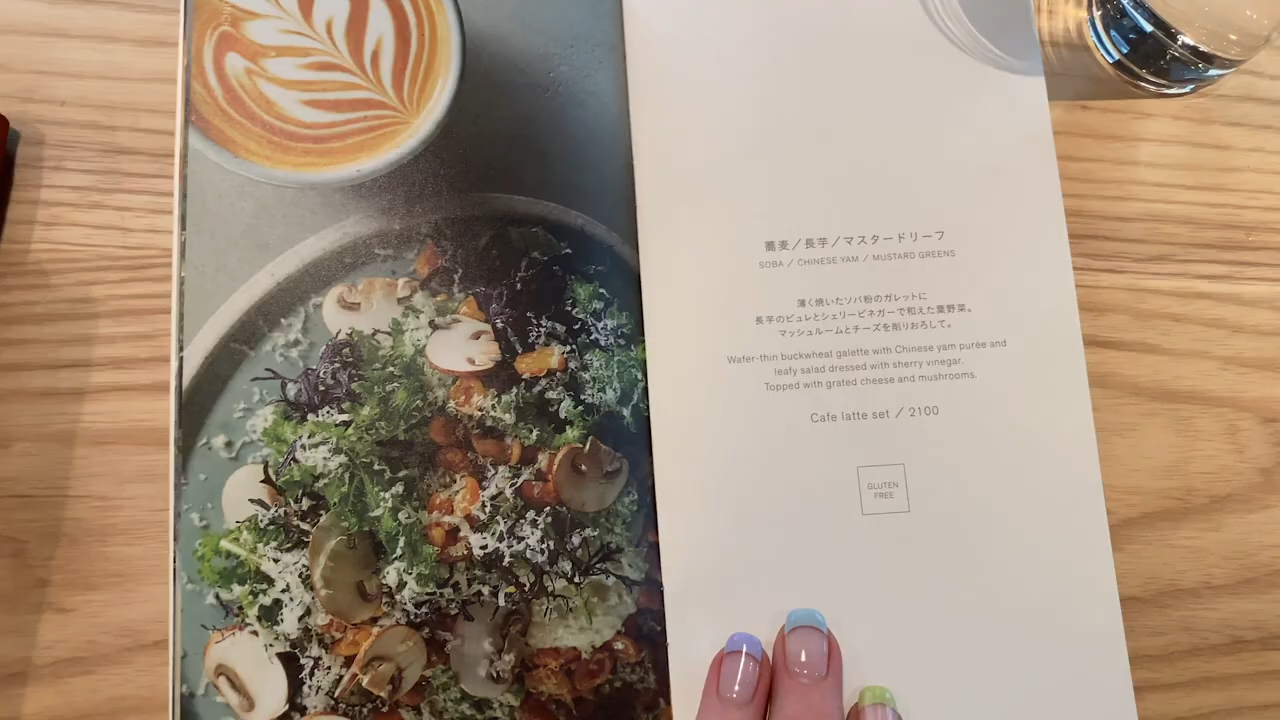 蕎麦／長芋／マスタードリーフ
SOBA / CHINESE YAM / MUSTARD GREENS
薄く焼いたソバ粉のガレットに
長芋のピュレとシェリービネガーで和えた葉野菜。
マッシュルームとチーズを削りおろして。
Wafer-thin buckwheat galette with Chinese yam purée and
leafy salad dressed with sherry vinegar.
Topped with grated cheese and mushrooms.
Cafe latte set / 2100
GLUTEN
FREE